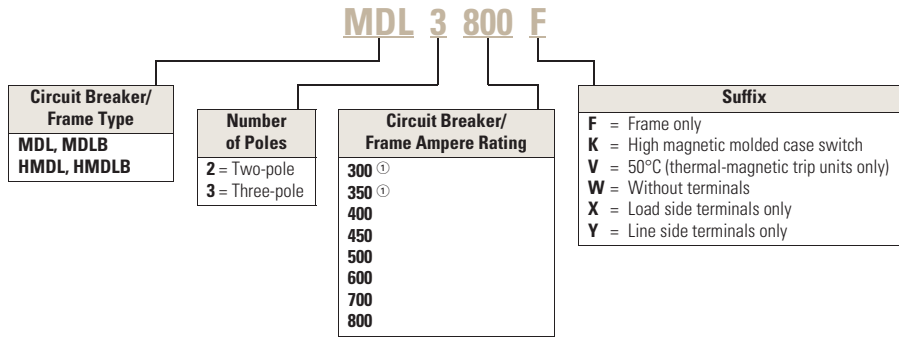 MDL 3 800 F
Circuit Breaker/
Frame Type
MDL, MDLB
HMDL, HMDLB
Number
of Poles
2 = Two-pole
3 = Three-pole
Circuit Breaker/
Frame Ampere Rating
300 ①
350 ①
400
450
500
600
700
800
Suffix
F = Frame only
K = High magnetic molded case switch
V = 50°C (thermal-magnetic trip units only)
W = Without terminals
X = Load side terminals only
Y = Line side terminals only